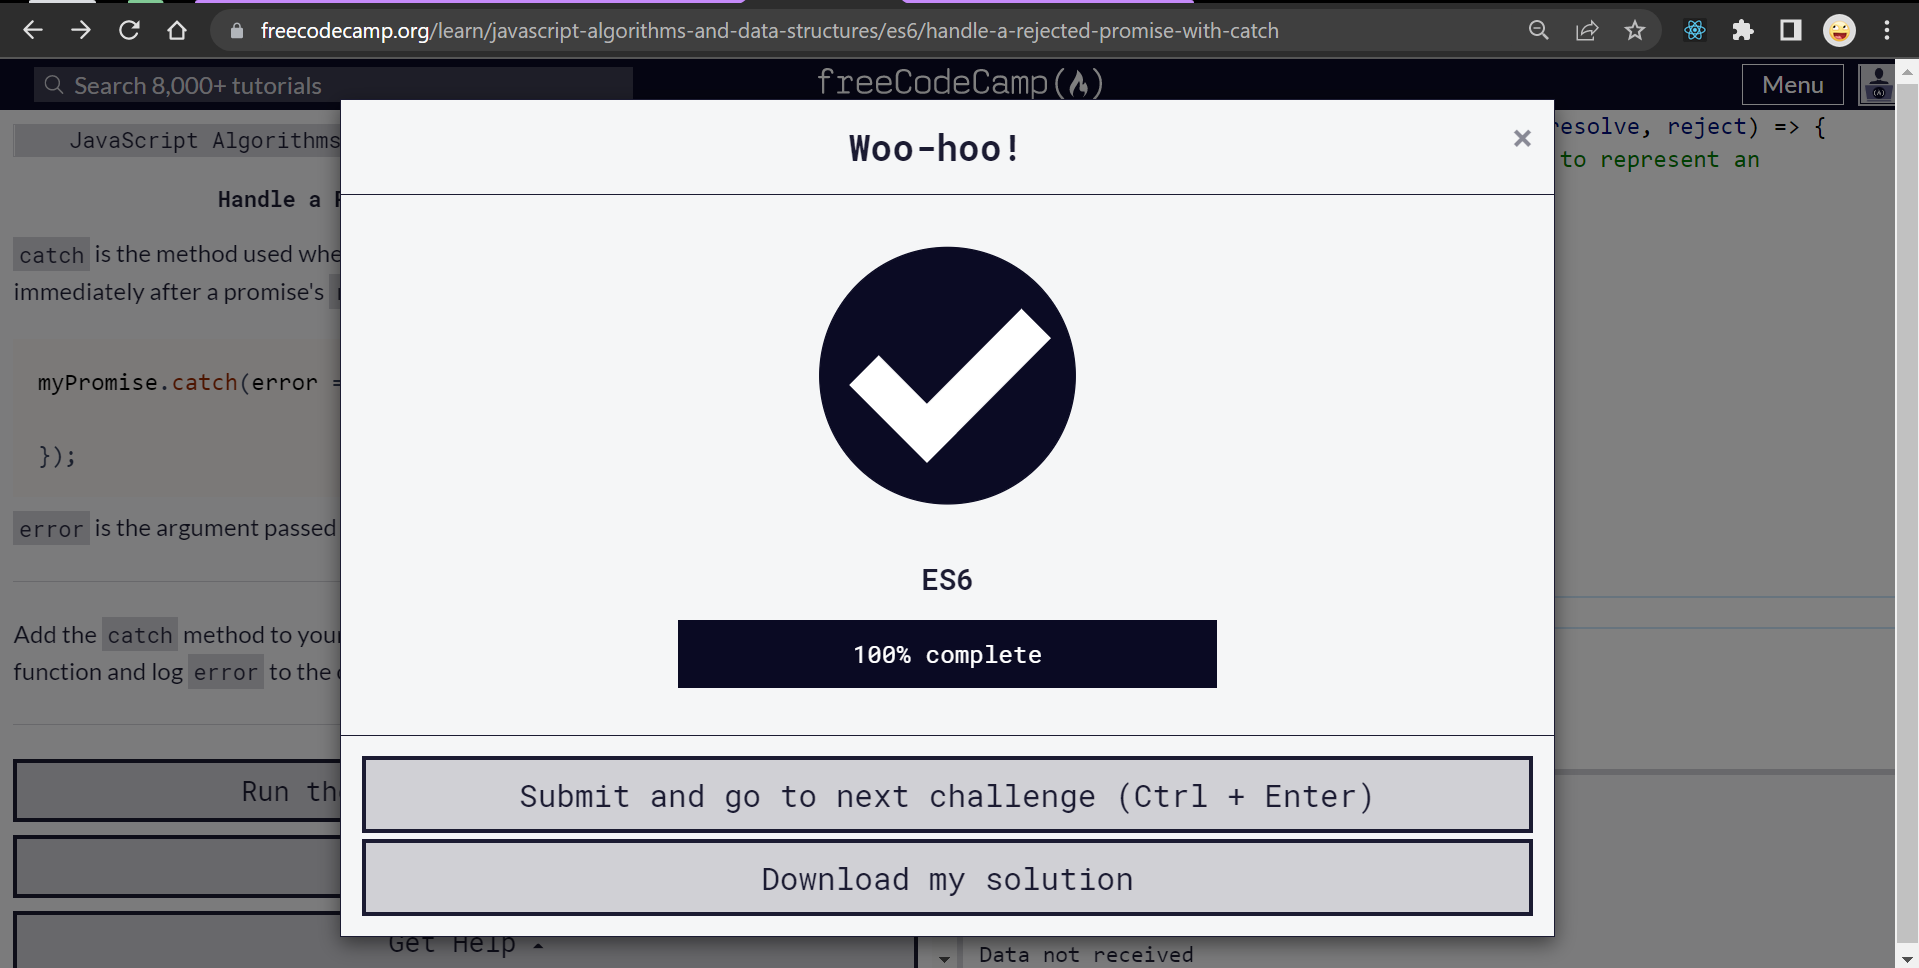 freecodecamp.org/learn/javascript-algorithms-and-data-structures/es6/handle-a-rejected-promise-with-catch
Search 8,000+ tutorials
freeCodeCamp(🔥)
Menu
JavaScript Algorithms
Handle a
catch is the method used whe
immediately after a promise's
myPromise.catch(error =
});
error is the argument passed
Add the catch method to your
function and log error to the
Run the
Get Help
resolve, reject) => {
to represent an
Data not received
Woo-hoo!
×
ES6
100% complete
Submit and go to next challenge (Ctrl + Enter)
Download my solution